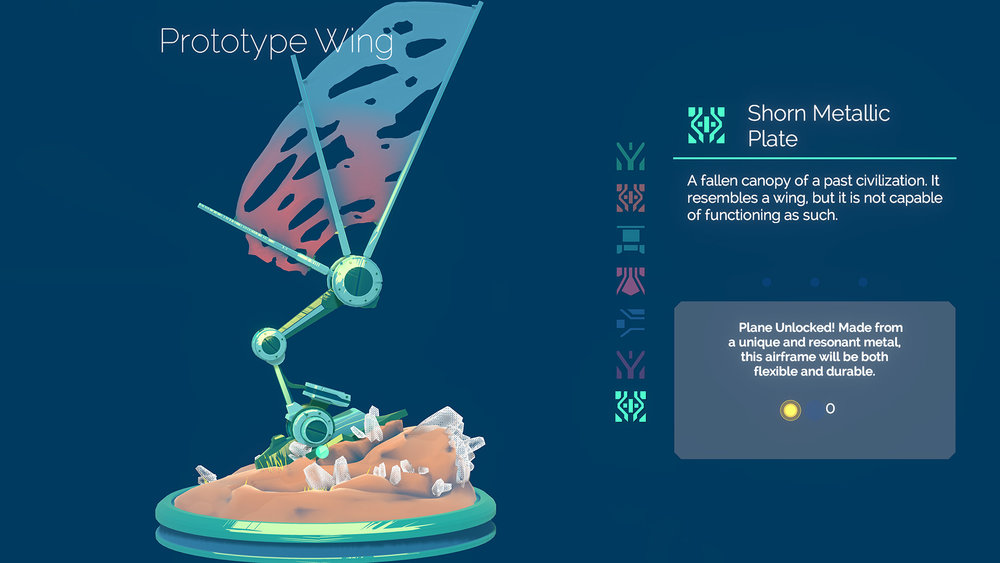 Prototype Wing
Shorn Metallic
Plate
A fallen canopy of a past civilization. It
resembles a wing, but it is not capable
of functioning as such.
Plane Unlocked! Made from
a unique and resonant metal,
this airframe will be both
flexible and durable.
0